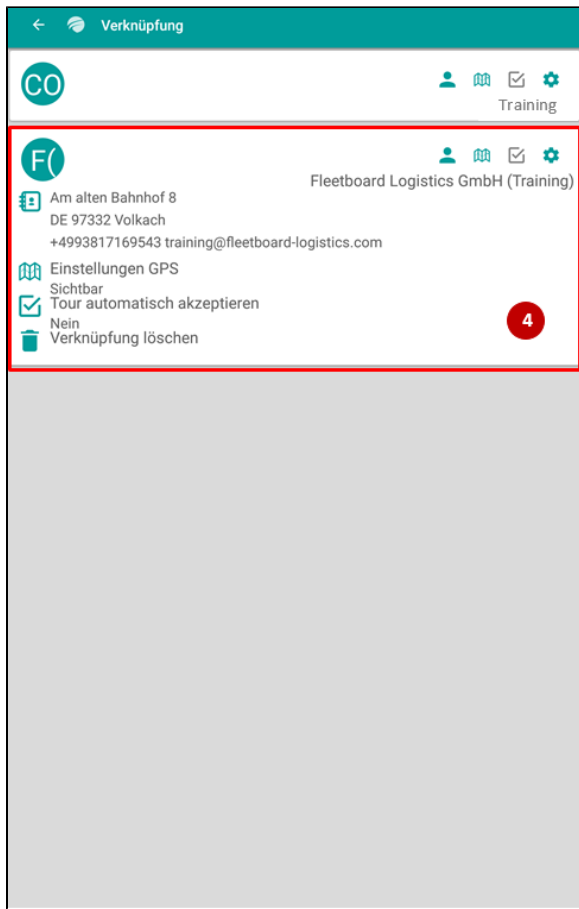 Verknüpfung
CO
Training
F(
Fleetboard Logistics GmbH (Training)
Am alten Bahnhof 8
DE 97332 Volkach
+4993817169543 training@fleetboard-logistics.com
Einstellungen GPS
Sichtbar
Tour automatisch akzeptieren
Nein
Verknüpfung löschen
4